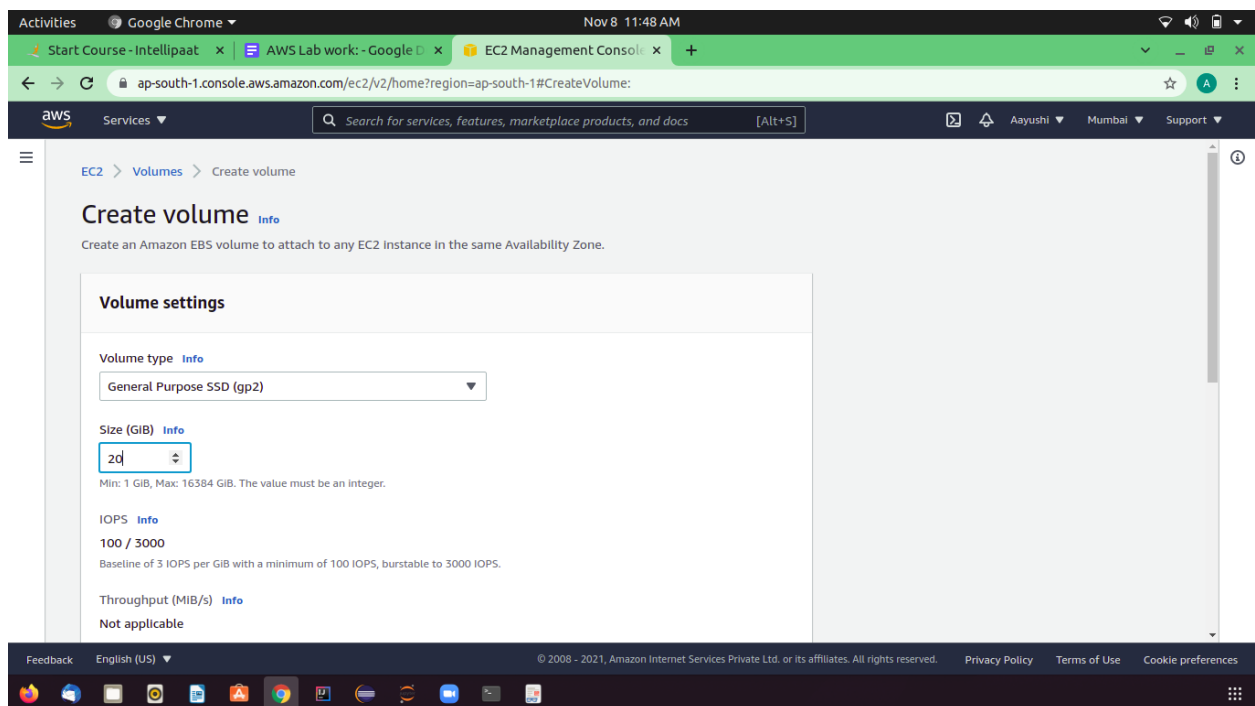 Activities Google Chrome Nov 8 11:48 AM
Start Course - Intellipaat AWS Lab work: - Google D EC2 Management Console
ap-south-1.console.aws.amazon.com/ec2/v2/home?region=ap-south-1#CreateVolume: A
aws Services Search for services, features, marketplace products, and docs [Alt+S] Aayushi Mumbai Support
EC2 > Volumes > Create volume
Create volume Info
Create an Amazon EBS volume to attach to any EC2 instance in the same Availability Zone.
Volume settings
Volume type Info
General Purpose SSD (gp2)
Size (GiB) Info
20
Min: 1 GiB, Max: 16384 GiB. The value must be an integer.
IOPS Info
100 / 3000
Baseline of 3 IOPS per GiB with a minimum of 100 IOPS, burstable to 3000 IOPS.
Throughput (MiB/s) Info
Not applicable
Feedback English (US) © 2008 - 2021, Amazon Internet Services Private Ltd. or its affiliates. All rights reserved. Privacy Policy Terms of Use Cookie preferences